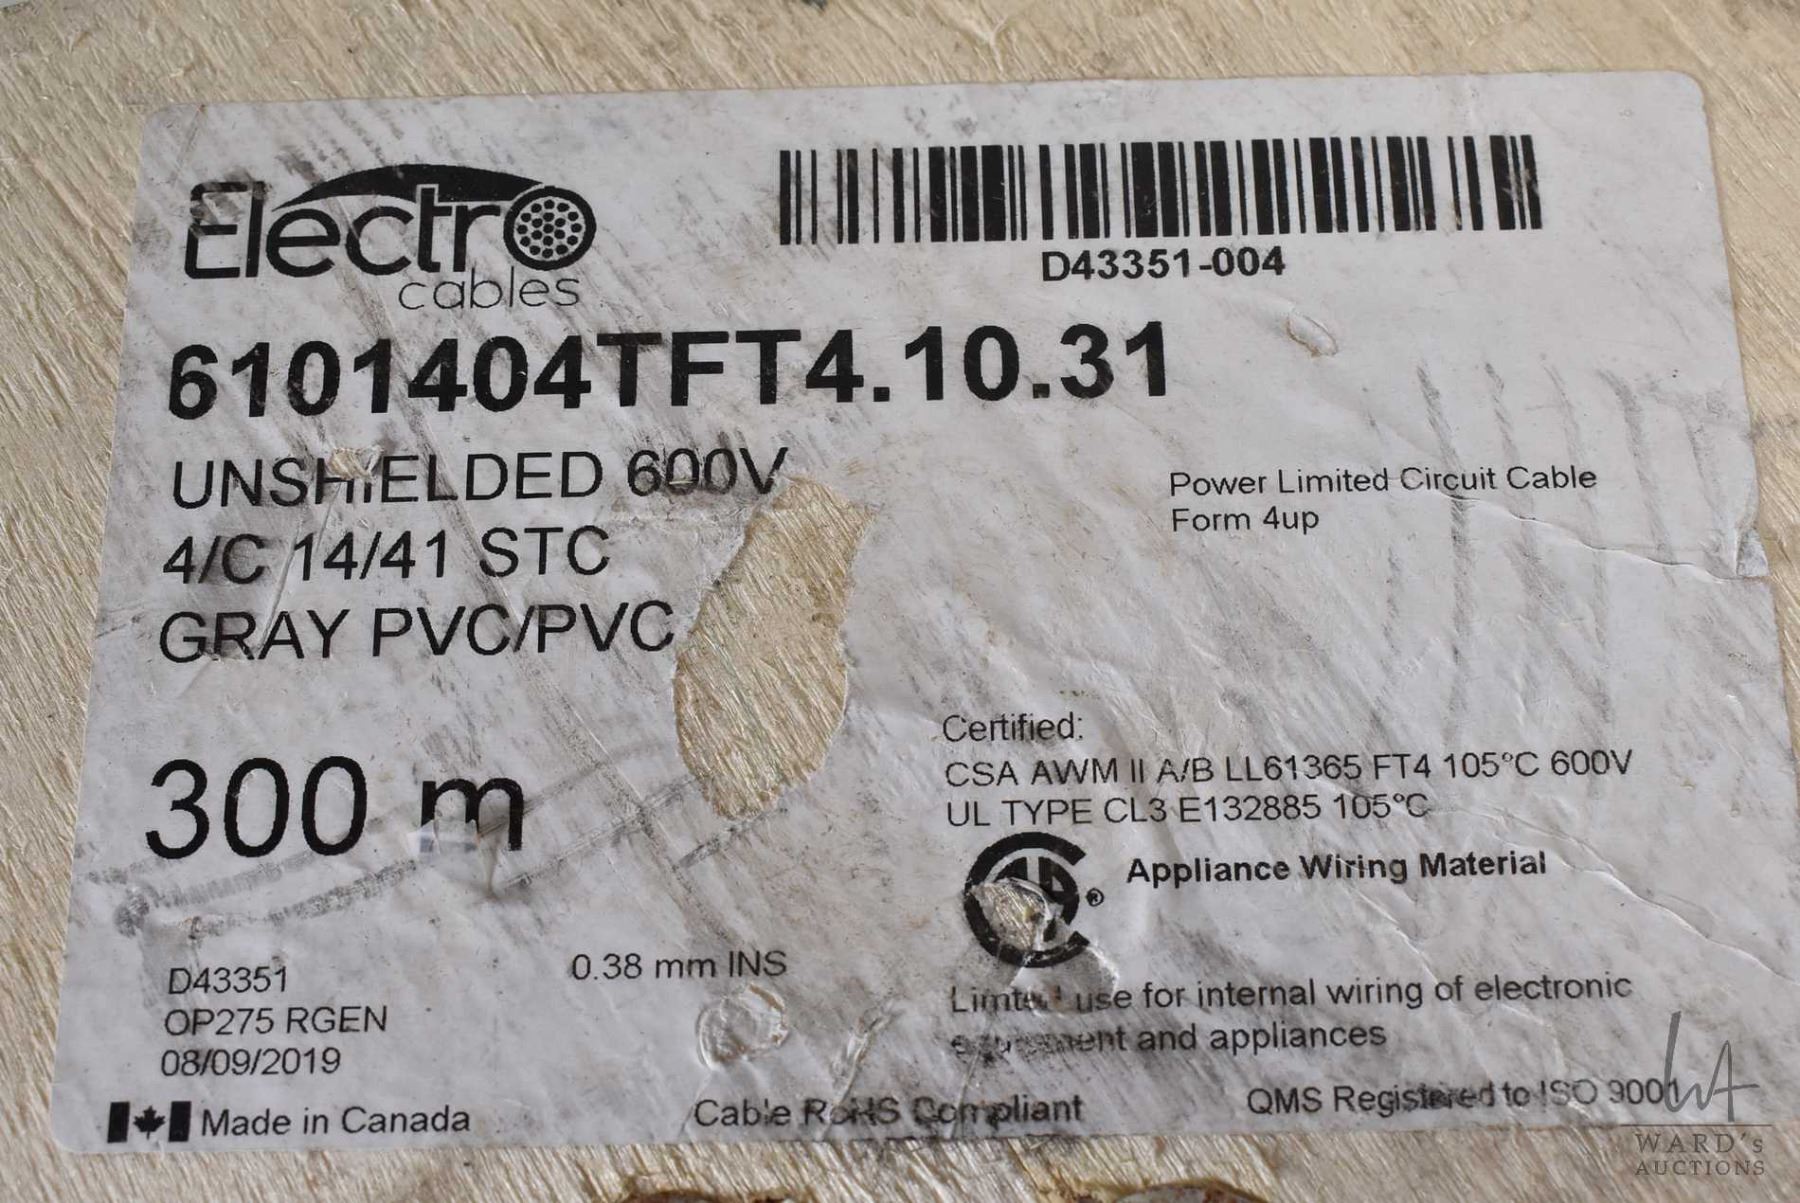 Electro
cables
D43351-004
6101404TFT4.10.31
UNSHIELDED 600V
4/C 14/41 STC
GRAY PVC/PVC
Power Limited Circuit Cable
Form 4up
300 m
Certified:
CSA AWM II A/B LL61365 FT4 105°C 600V
UL TYPE CL3 E132885 105°C
Appliance Wiring Material
®
D43351
OP275 RGEN
08/09/2019
0.38 mm INS
Limited use for internal wiring of electronic
equipment and appliances
Made in Canada
Cable RoHS Compliant
QMS Registered to ISO 9001
WA
WARD's
AUCTIONS